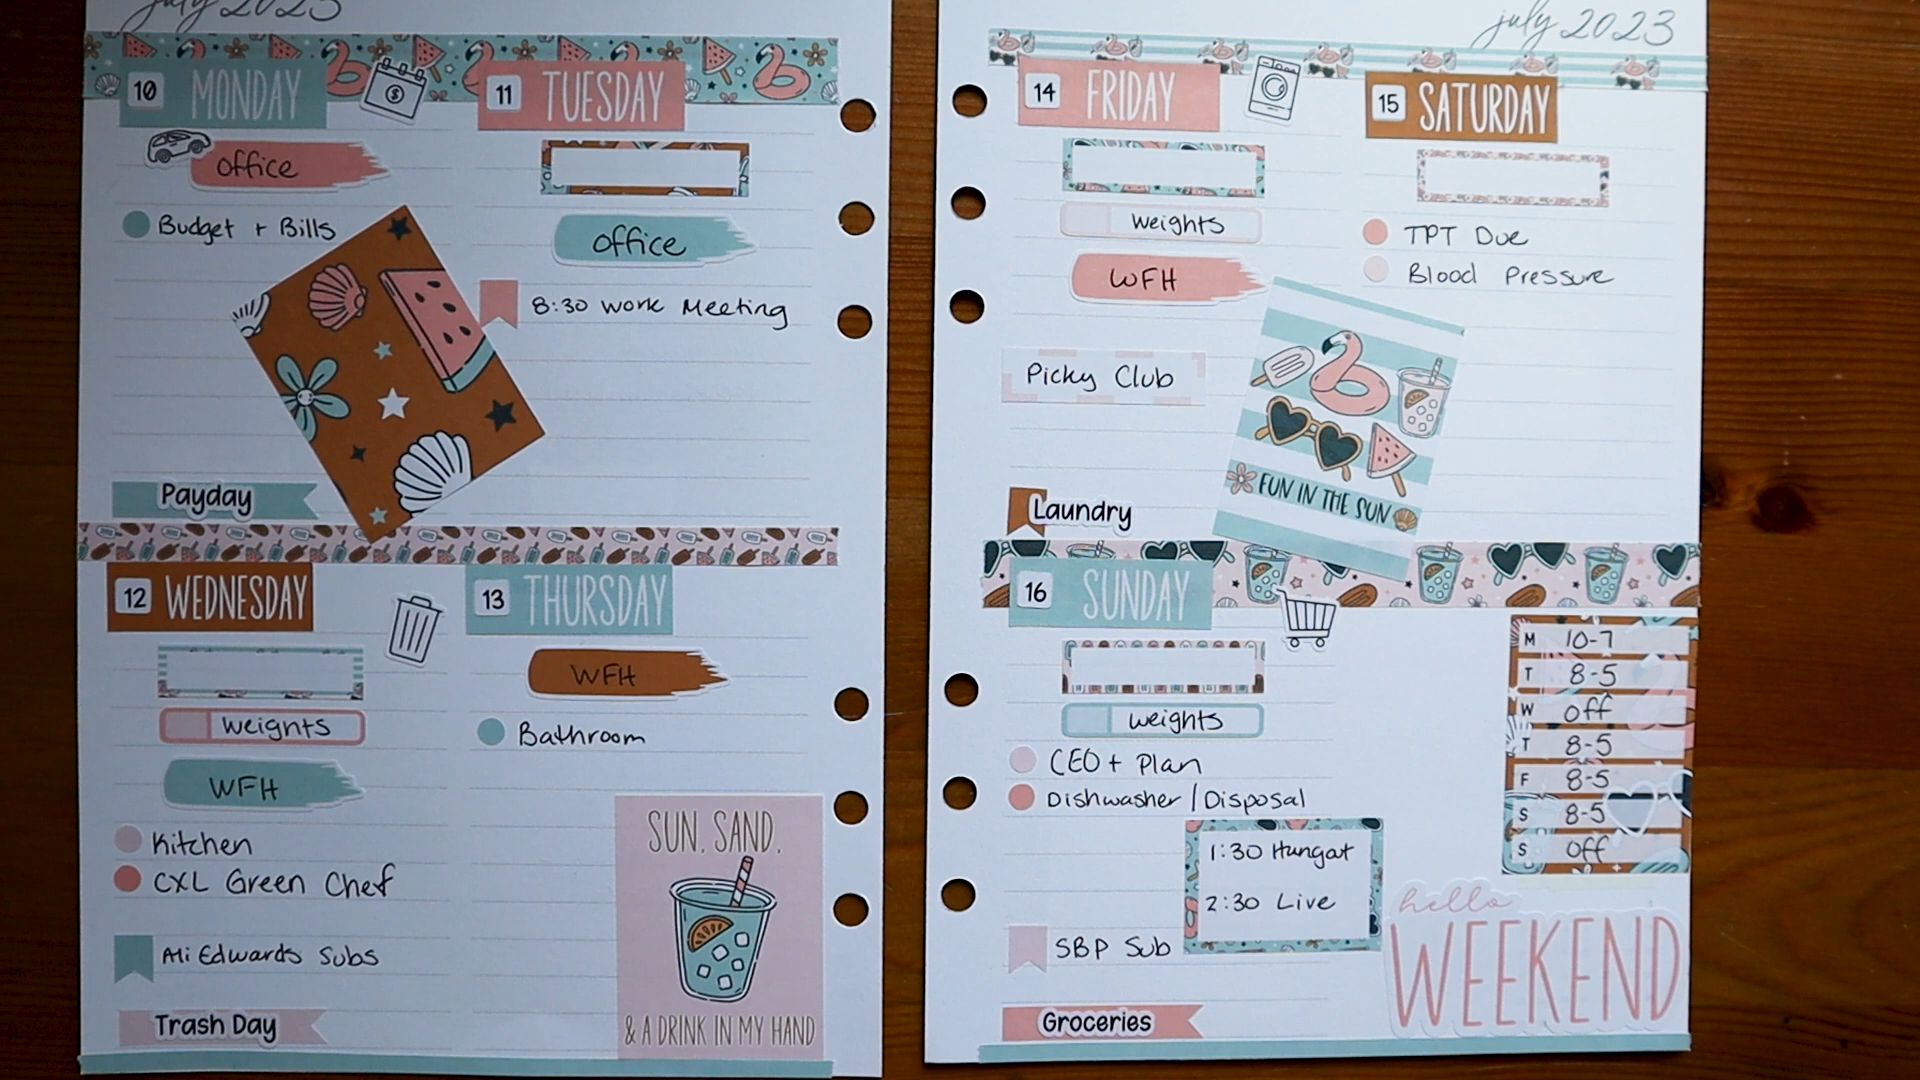 july 2023
10 MONDAY
$
office
Budget + Bills
Payday
11 TUESDAY
office
8:30 work Meeting
12 WEDNESDAY
weights
WFH
Kitchen
CXL Green Chef
Ali Edwards Subs
Trash Day
13 THURSDAY
WFH
Bathroom
SUN, SAND,
& A DRINK IN MY HAND
july 2023
14 FRIDAY
weights
WFH
Picky Club
Laundry
15 SATURDAY
TPT Due
Blood Pressure
FUN IN THE SUN
16 SUNDAY
weights
CEO + Plan
Dishwasher / Disposal
1:30 Hungat
2:30 Live
SBP Sub
Groceries
M 10-7
T 8-5
W off
T 8-5
F 8-5
S 8-5
S off
hello
WEEKEND